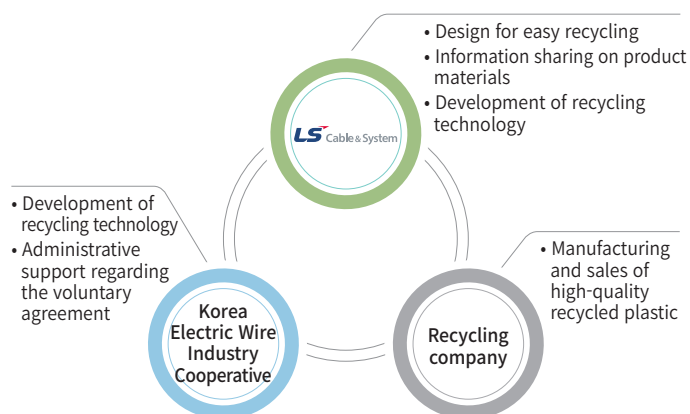 • Design for easy recycling
• Information sharing on product
materials
• Development of recycling
technology
LS Cable & System
• Development of
recycling technology
• Administrative
support regarding
the voluntary
agreement
Korea
Electric Wire
Industry
Cooperative
Recycling
company
• Manufacturing
and sales of
high-quality
recycled plastic